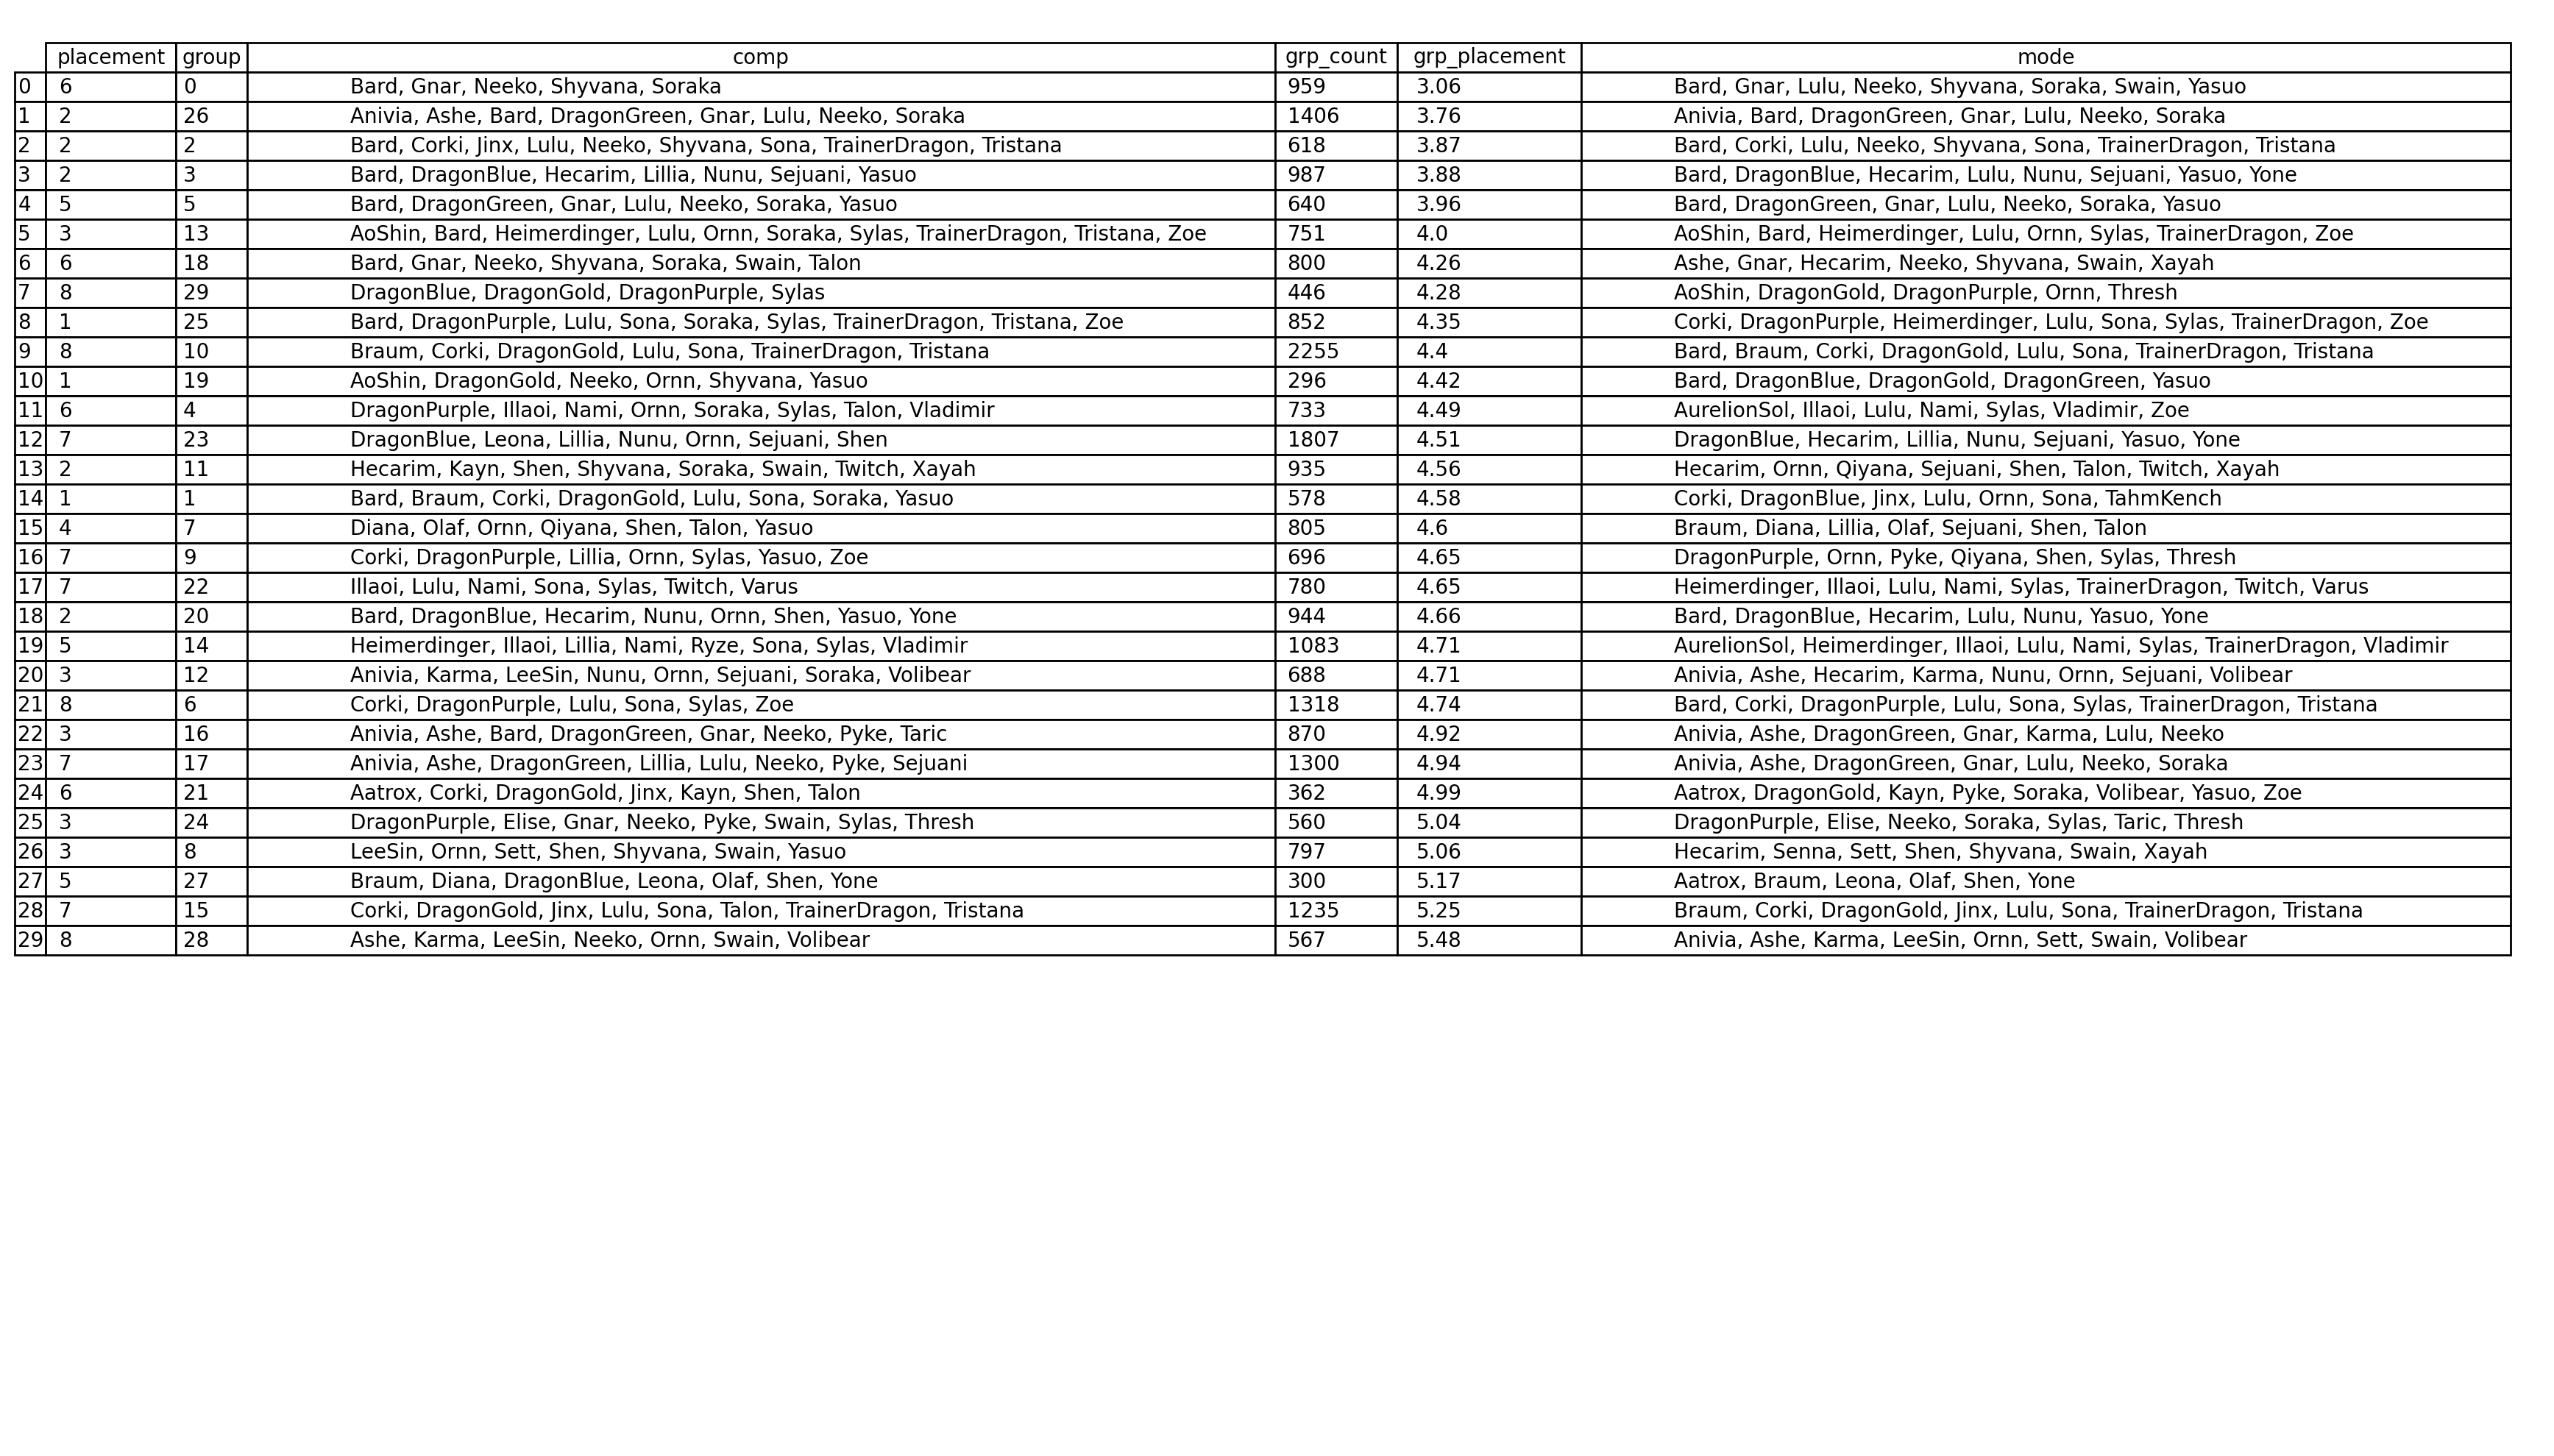 placement group comp grp_count grp_placement mode
0 6 0 Bard, Gnar, Neeko, Shyvana, Soraka 959 3.06 Bard, Gnar, Lulu, Neeko, Shyvana, Soraka, Swain, Yasuo
1 2 26 Anivia, Ashe, Bard, DragonGreen, Gnar, Lulu, Neeko, Soraka 1406 3.76 Anivia, Bard, DragonGreen, Gnar, Lulu, Neeko, Soraka
2 2 2 Bard, Corki, Jinx, Lulu, Neeko, Shyvana, Sona, TrainerDragon, Tristana 618 3.87 Bard, Corki, Lulu, Neeko, Shyvana, Sona, TrainerDragon, Tristana
3 2 3 Bard, DragonBlue, Hecarim, Lillia, Nunu, Sejuani, Yasuo 987 3.88 Bard, DragonBlue, Hecarim, Lulu, Nunu, Sejuani, Yasuo, Yone
4 5 5 Bard, DragonGreen, Gnar, Lulu, Neeko, Soraka, Yasuo 640 3.96 Bard, DragonGreen, Gnar, Lulu, Neeko, Soraka, Yasuo
5 3 13 AoShin, Bard, Heimerdinger, Lulu, Ornn, Soraka, Sylas, TrainerDragon, Tristana, Zoe 751 4.0 AoShin, Bard, Heimerdinger, Lulu, Ornn, Sylas, TrainerDragon, Zoe
6 6 18 Bard, Gnar, Neeko, Shyvana, Soraka, Swain, Talon 800 4.26 Ashe, Gnar, Hecarim, Neeko, Shyvana, Swain, Xayah
7 8 29 DragonBlue, DragonGold, DragonPurple, Sylas 446 4.28 AoShin, DragonGold, DragonPurple, Ornn, Thresh
8 1 25 Bard, DragonPurple, Lulu, Sona, Soraka, Sylas, TrainerDragon, Tristana, Zoe 852 4.35 Corki, DragonPurple, Heimerdinger, Lulu, Sona, Sylas, TrainerDragon, Zoe
9 8 10 Braum, Corki, DragonGold, Lulu, Sona, TrainerDragon, Tristana 2255 4.4 Bard, Braum, Corki, DragonGold, Lulu, Sona, TrainerDragon, Tristana
10 1 19 AoShin, DragonGold, Neeko, Ornn, Shyvana, Yasuo 296 4.42 Bard, DragonBlue, DragonGold, DragonGreen, Yasuo
11 6 4 DragonPurple, Illaoi, Nami, Ornn, Soraka, Sylas, Talon, Vladimir 733 4.49 AurelionSol, Illaoi, Lulu, Nami, Sylas, Vladimir, Zoe
12 7 23 DragonBlue, Leona, Lillia, Nunu, Ornn, Sejuani, Shen 1807 4.51 DragonBlue, Hecarim, Lillia, Nunu, Sejuani, Yasuo, Yone
13 2 11 Hecarim, Kayn, Shen, Shyvana, Soraka, Swain, Twitch, Xayah 935 4.56 Hecarim, Ornn, Qiyana, Sejuani, Shen, Talon, Twitch, Xayah
14 1 1 Bard, Braum, Corki, DragonGold, Lulu, Sona, Soraka, Yasuo 578 4.58 Corki, DragonBlue, Jinx, Lulu, Ornn, Sona, TahmKench
15 4 7 Diana, Olaf, Ornn, Qiyana, Shen, Talon, Yasuo 805 4.6 Braum, Diana, Lillia, Olaf, Sejuani, Shen, Talon
16 7 9 Corki, DragonPurple, Lillia, Ornn, Sylas, Yasuo, Zoe 696 4.65 DragonPurple, Ornn, Pyke, Qiyana, Shen, Sylas, Thresh
17 7 22 Illaoi, Lulu, Nami, Sona, Sylas, Twitch, Varus 780 4.65 Heimerdinger, Illaoi, Lulu, Nami, Sylas, TrainerDragon, Twitch, Varus
18 2 20 Bard, DragonBlue, Hecarim, Nunu, Ornn, Shen, Yasuo, Yone 944 4.66 Bard, DragonBlue, Hecarim, Lulu, Nunu, Yasuo, Yone
19 5 14 Heimerdinger, Illaoi, Lillia, Nami, Ryze, Sona, Sylas, Vladimir 1083 4.71 AurelionSol, Heimerdinger, Illaoi, Lulu, Nami, Sylas, TrainerDragon, Vladimir
20 3 12 Anivia, Karma, LeeSin, Nunu, Ornn, Sejuani, Soraka, Volibear 688 4.71 Anivia, Ashe, Hecarim, Karma, Nunu, Ornn, Sejuani, Volibear
21 8 6 Corki, DragonPurple, Lulu, Sona, Sylas, Zoe 1318 4.74 Bard, Corki, DragonPurple, Lulu, Sona, Sylas, TrainerDragon, Tristana
22 3 16 Anivia, Ashe, Bard, DragonGreen, Gnar, Neeko, Pyke, Taric 870 4.92 Anivia, Ashe, DragonGreen, Gnar, Karma, Lulu, Neeko
23 7 17 Anivia, Ashe, DragonGreen, Lillia, Lulu, Neeko, Pyke, Sejuani 1300 4.94 Anivia, Ashe, DragonGreen, Gnar, Lulu, Neeko, Soraka
24 6 21 Aatrox, Corki, DragonGold, Jinx, Kayn, Shen, Talon 362 4.99 Aatrox, DragonGold, Kayn, Pyke, Soraka, Volibear, Yasuo, Zoe
25 3 24 DragonPurple, Elise, Gnar, Neeko, Pyke, Swain, Sylas, Thresh 560 5.04 DragonPurple, Elise, Neeko, Soraka, Sylas, Taric, Thresh
26 3 8 LeeSin, Ornn, Sett, Shen, Shyvana, Swain, Yasuo 797 5.06 Hecarim, Senna, Sett, Shen, Shyvana, Swain, Xayah
27 5 27 Braum, Diana, DragonBlue, Leona, Olaf, Shen, Yone 300 5.17 Aatrox, Braum, Leona, Olaf, Shen, Yone
28 7 15 Corki, DragonGold, Jinx, Lulu, Sona, Talon, TrainerDragon, Tristana 1235 5.25 Braum, Corki, DragonGold, Jinx, Lulu, Sona, TrainerDragon, Tristana
29 8 28 Ashe, Karma, LeeSin, Neeko, Ornn, Swain, Volibear 567 5.48 Anivia, Ashe, Karma, LeeSin, Ornn, Sett, Swain, Volibear